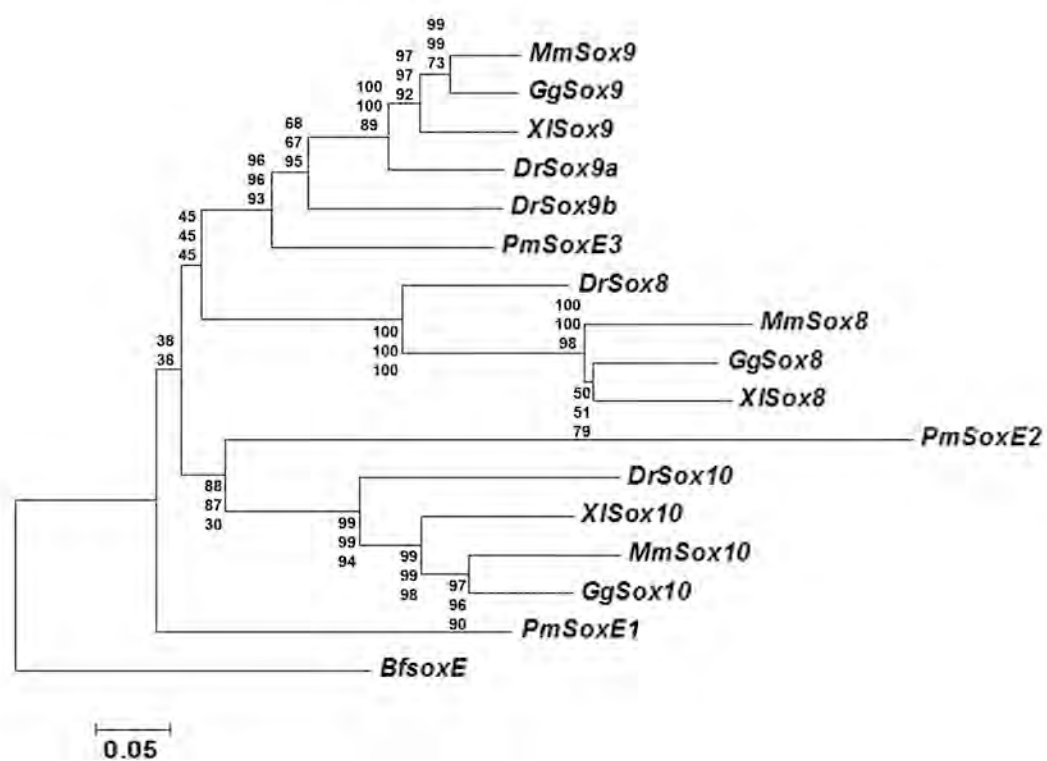 99
99
73
MmSox9
97
97
92
GgSox9
100
100
89
XlSox9
68
67
95
DrSox9a
96
96
93
DrSox9b
45
45
45
PmSoxE3
DrSox8
100
100
98
MmSox8
100
100
100
GgSox8
38
38
XlSox8
50
51
79
PmSoxE2
88
87
30
DrSox10
99
99
94
XlSox10
99
99
98
MmSox10
97
96
90
GgSox10
PmSoxE1
BfsoxE
0.05